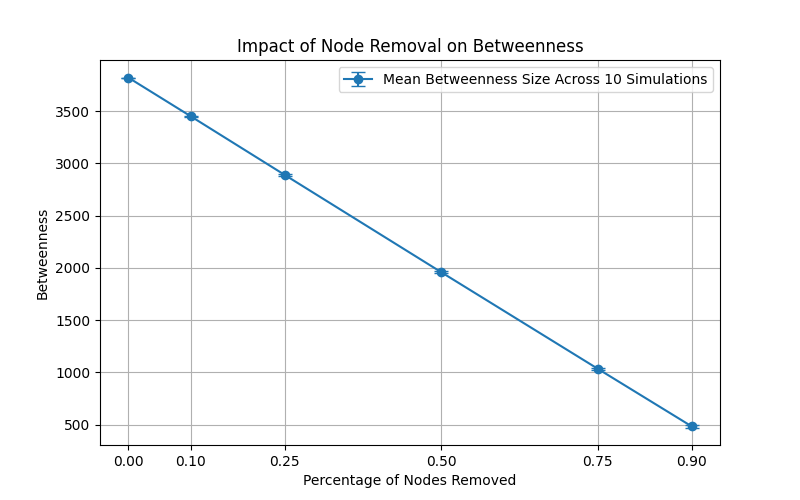 Impact of Node Removal on Betweenness
Mean Betweenness Size Across 10 Simulations
Betweenness
3500
3000
2500
2000
1500
1000
500
0.00 0.10 0.25 0.50 0.75 0.90
Percentage of Nodes Removed